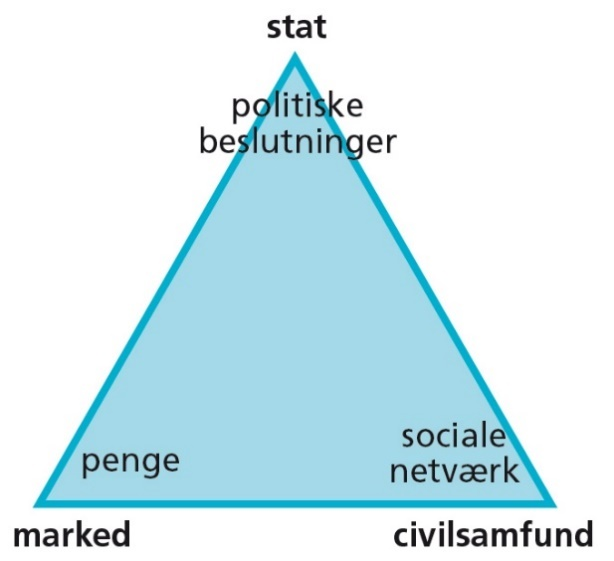 stat
politiske
beslutninger
penge
sociale
netværk
marked
civilsamfund